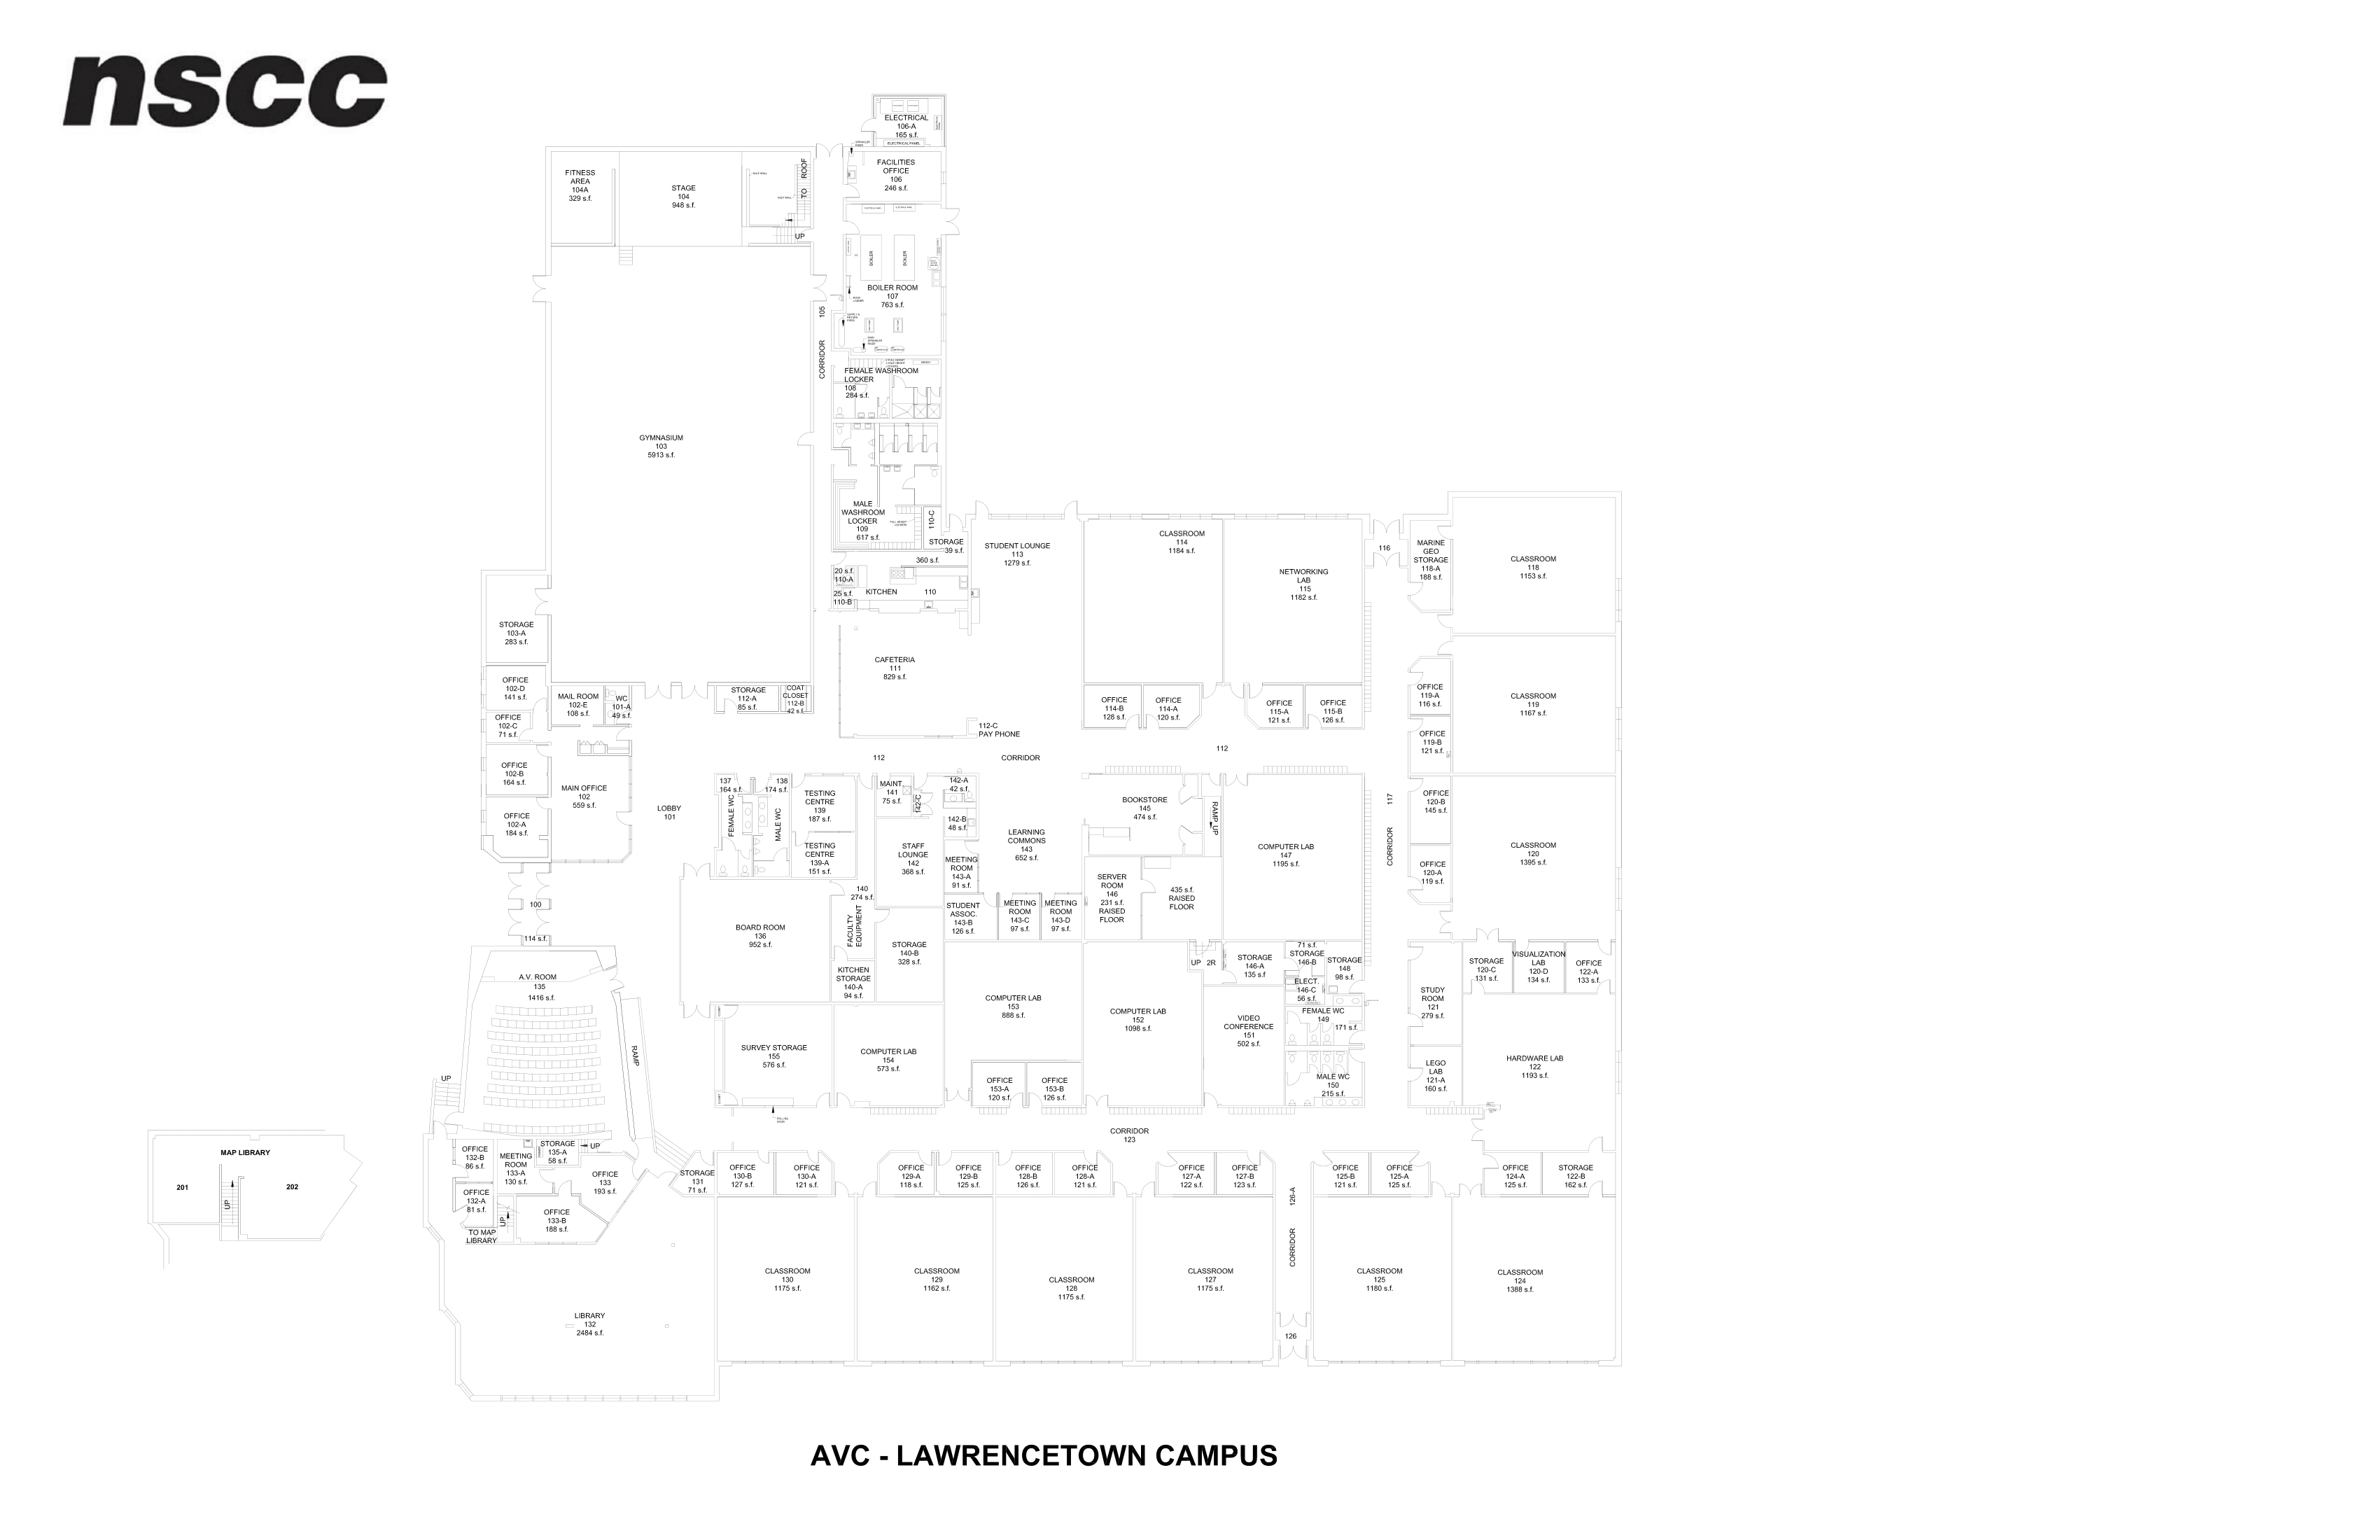 nscc
ELECTRICAL
106-A
165 s.f.
ELECTRICAL PANEL
FITNESS
AREA
104A
329 s.f.
STAGE
104
948 s.f.
TO ROOF
UP
FACILITIES
OFFICE
106
246 s.f.
BOILER
BOILER
BOILER ROOM
107
763 s.f.
CORRIDOR 105
FEMALE WASHROOM
LOCKER
108
284 s.f.
GYMNASIUM
103
5913 s.f.
MALE
WASHROOM
LOCKER
109
617 s.f.
110-C
STORAGE
39 s.f.
360 s.f.
20 s.f.
110-A
25 s.f.
110-B
KITCHEN 110
STUDENT LOUNGE
113
1279 s.f.
CLASSROOM
114
1184 s.f.
NETWORKING
LAB
115
1182 s.f.
116
MARINE
GEO
STORAGE
118-A
188 s.f.
CLASSROOM
118
1153 s.f.
STORAGE
103-A
283 s.f.
CAFETERIA
111
829 s.f.
OFFICE
102-D
141 s.f.
MAIL ROOM
102-E
108 s.f.
WC
101-A
49 s.f.
STORAGE
112-A
85 s.f.
COAT
CLOSET
112-B
42 s.f.
OFFICE
114-B
128 s.f.
OFFICE
114-A
120 s.f.
OFFICE
115-A
121 s.f.
OFFICE
115-B
126 s.f.
OFFICE
119-A
116 s.f.
CLASSROOM
119
1167 s.f.
OFFICE
102-C
71 s.f.
112-C
PAY PHONE
OFFICE
119-B
121 s.f.
112
CORRIDOR
112
OFFICE
102-B
164 s.f.
MAIN OFFICE
102
559 s.f.
LOBBY
101
OFFICE
102-A
184 s.f.
137
164 s.f.
FEMALE WC
138
174 s.f.
MALE WC
TESTING
CENTRE
139
187 s.f.
TESTING
CENTRE
139-A
151 s.f.
MAINT.
141
75 s.f.
142-C
142-A
42 s.f.
142-B
48 s.f.
STAFF
LOUNGE
142
368 s.f.
LEARNING
COMMONS
143
652 s.f.
MEETING
ROOM
143-A
91 s.f.
BOOKSTORE
145
474 s.f.
RAMP UP
COMPUTER LAB
147
1195 s.f.
CORRIDOR 117
OFFICE
120-B
145 s.f.
OFFICE
120-A
119 s.f.
CLASSROOM
120
1395 s.f.
SERVER
ROOM
146
231 s.f.
RAISED
FLOOR
435 s.f.
RAISED
FLOOR
100
114 s.f.
BOARD ROOM
136
952 s.f.
140
274 s.f.
FACULTY
EQUIPMENT
STUDENT
ASSOC.
143-B
126 s.f.
MEETING
ROOM
143-C
97 s.f.
MEETING
ROOM
143-D
97 s.f.
STORAGE
140-B
328 s.f.
KITCHEN
STORAGE
140-A
94 s.f.
UP 2R
STORAGE
146-A
135 s.f
71 s.f.
STORAGE
146-B
STORAGE
148
98 s.f.
ELECT.
146-C
56 s.f.
STORAGE
120-C
131 s.f.
VISUALIZATION
LAB
120-D
134 s.f.
OFFICE
122-A
133 s.f.
A.V. ROOM
135
1416 s.f.
RAMP
UP
COMPUTER LAB
153
888 s.f.
COMPUTER LAB
152
1098 s.f.
VIDEO
CONFERENCE
151
502 s.f.
FEMALE WC
149
171 s.f.
MALE WC
150
215 s.f.
STUDY
ROOM
121
279 s.f.
LEGO
LAB
121-A
160 s.f.
HARDWARE LAB
122
1193 s.f.
SURVEY STORAGE
155
576 s.f.
COMPUTER LAB
154
573 s.f.
OFFICE
153-A
120 s.f.
OFFICE
153-B
126 s.f.
CORRIDOR
123
MAP LIBRARY
201
UP
202
OFFICE
132-B
86 s.f.
MEETING
ROOM
133-A
130 s.f.
STORAGE
135-A
58 s.f.
UP
OFFICE
133
193 s.f.
OFFICE
132-A
81 s.f.
UP
TO MAP
LIBRARY
OFFICE
133-B
188 s.f.
STORAGE
131
71 s.f.
OFFICE
130-B
127 s.f.
OFFICE
130-A
121 s.f.
OFFICE
129-A
118 s.f.
OFFICE
129-B
125 s.f.
OFFICE
128-B
126 s.f.
OFFICE
128-A
121 s.f.
OFFICE
127-A
122 s.f.
OFFICE
127-B
123 s.f.
CORRIDOR 126-A
OFFICE
125-B
121 s.f.
OFFICE
125-A
125 s.f.
OFFICE
124-A
125 s.f.
STORAGE
122-B
162 s.f.
LIBRARY
132
2484 s.f.
CLASSROOM
130
1175 s.f.
CLASSROOM
129
1162 s.f.
CLASSROOM
128
1175 s.f.
CLASSROOM
127
1175 s.f.
126
CLASSROOM
125
1180 s.f.
CLASSROOM
124
1388 s.f.
AVC - LAWRENCETOWN CAMPUS